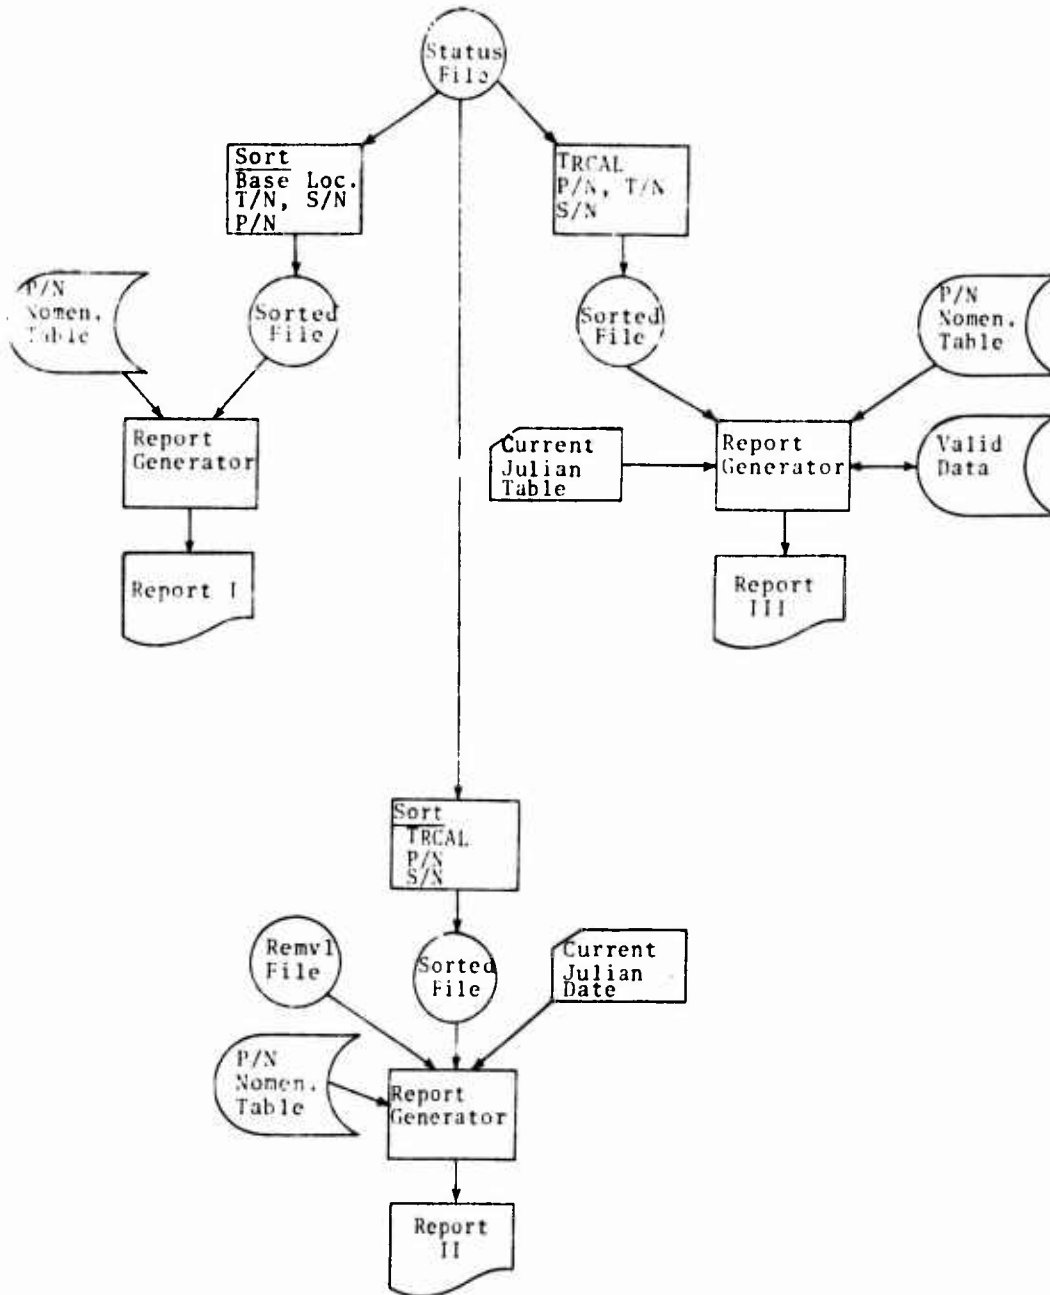 Status
File
Sort
Base Loc.
T/N, S/N
P/N
TRCAL
P/N, T/N
S/N
P/N
Nomen.
Table
Sorted
File
Sorted
File
P/N
Nomen.
Table
Report
Generator
Current
Julian
Table
Report
Generator
Valid
Data
Report I
Report
III
Sort
TRCAL
P/N
S/N
Remvl
File
Sorted
File
Current
Julian
Date
P/N
Nomen.
Table
Report
Generator
Report
II